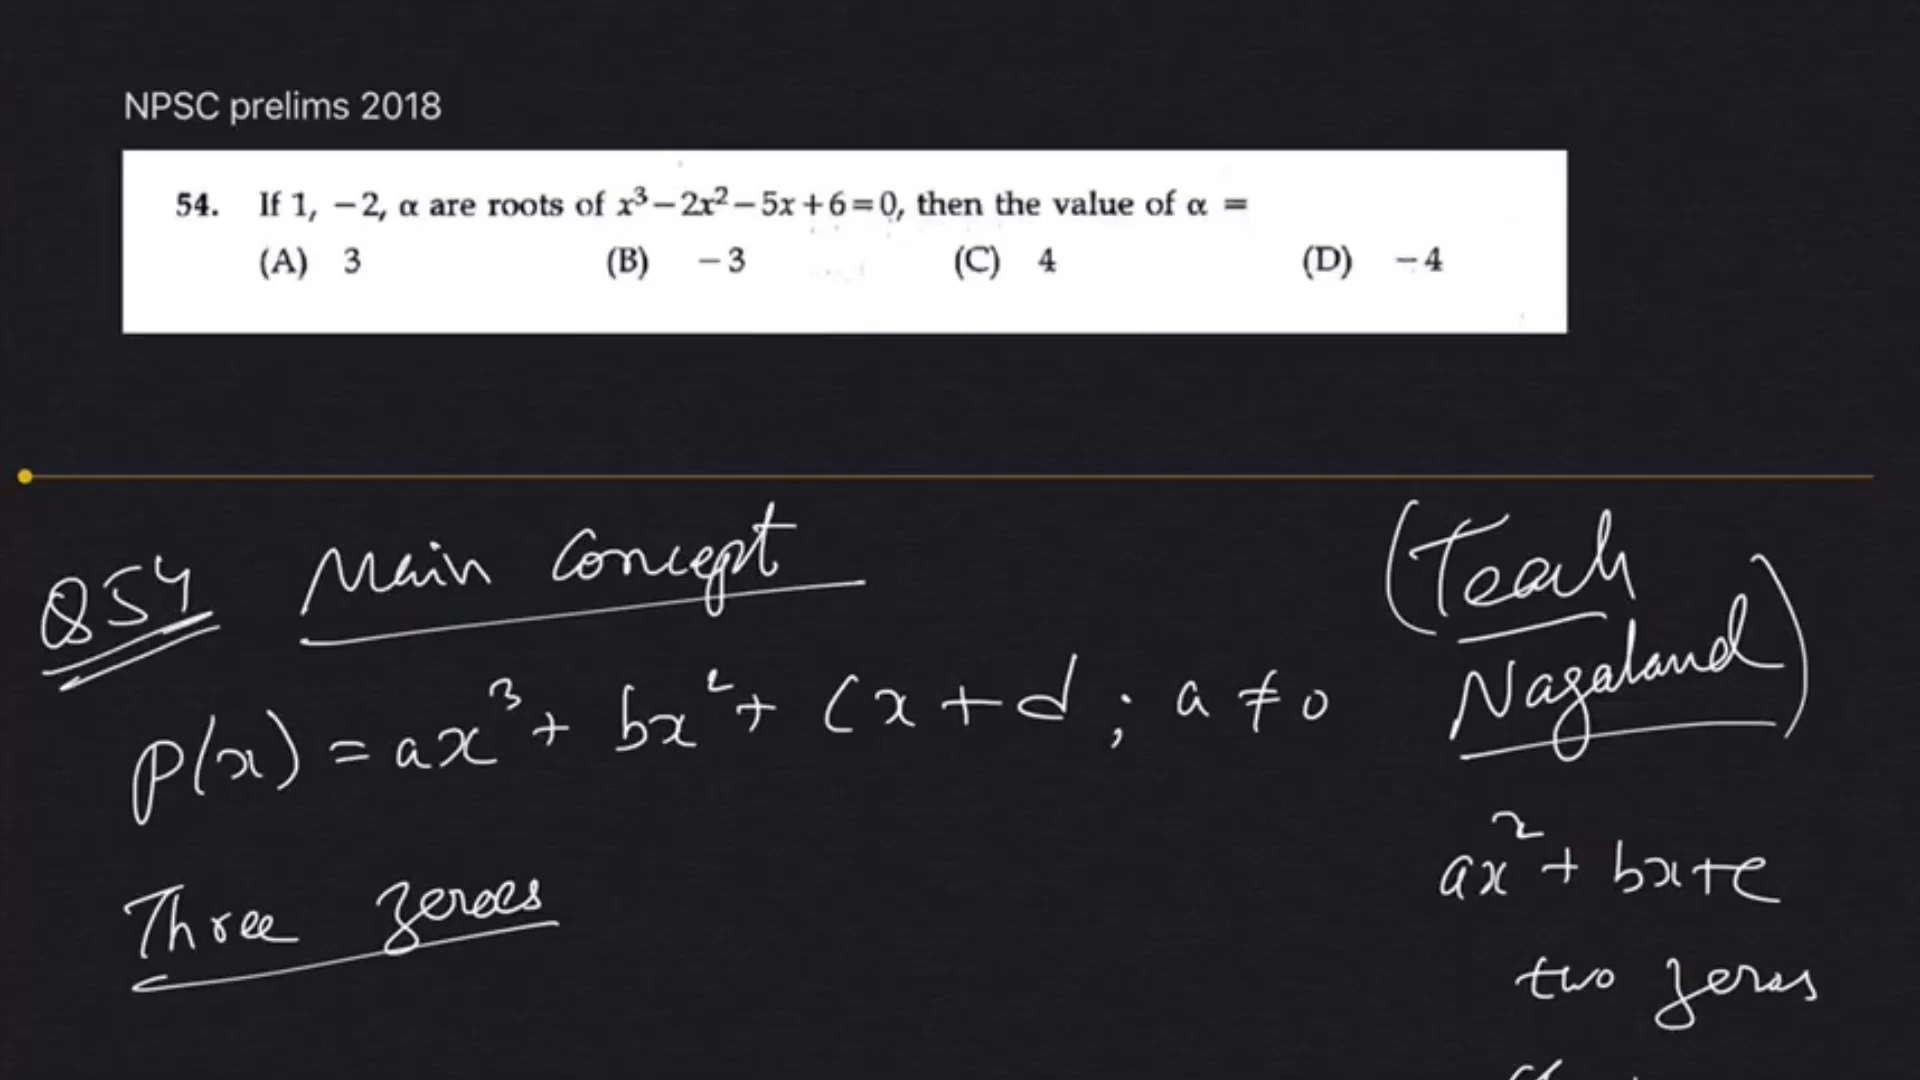 NPSC prelims 2018
54. If 1, −2, α are roots of x³−2x²−5x+6=0, then the value of α =
(A) 3 (B) −3 (C) 4 (D) −4
Q54 Main Concept
(Teach
Nagaland)
p(x) = ax³ + bx² + cx + d ; a ≠ 0
Three zeroes
ax² + bx + c
two zeros